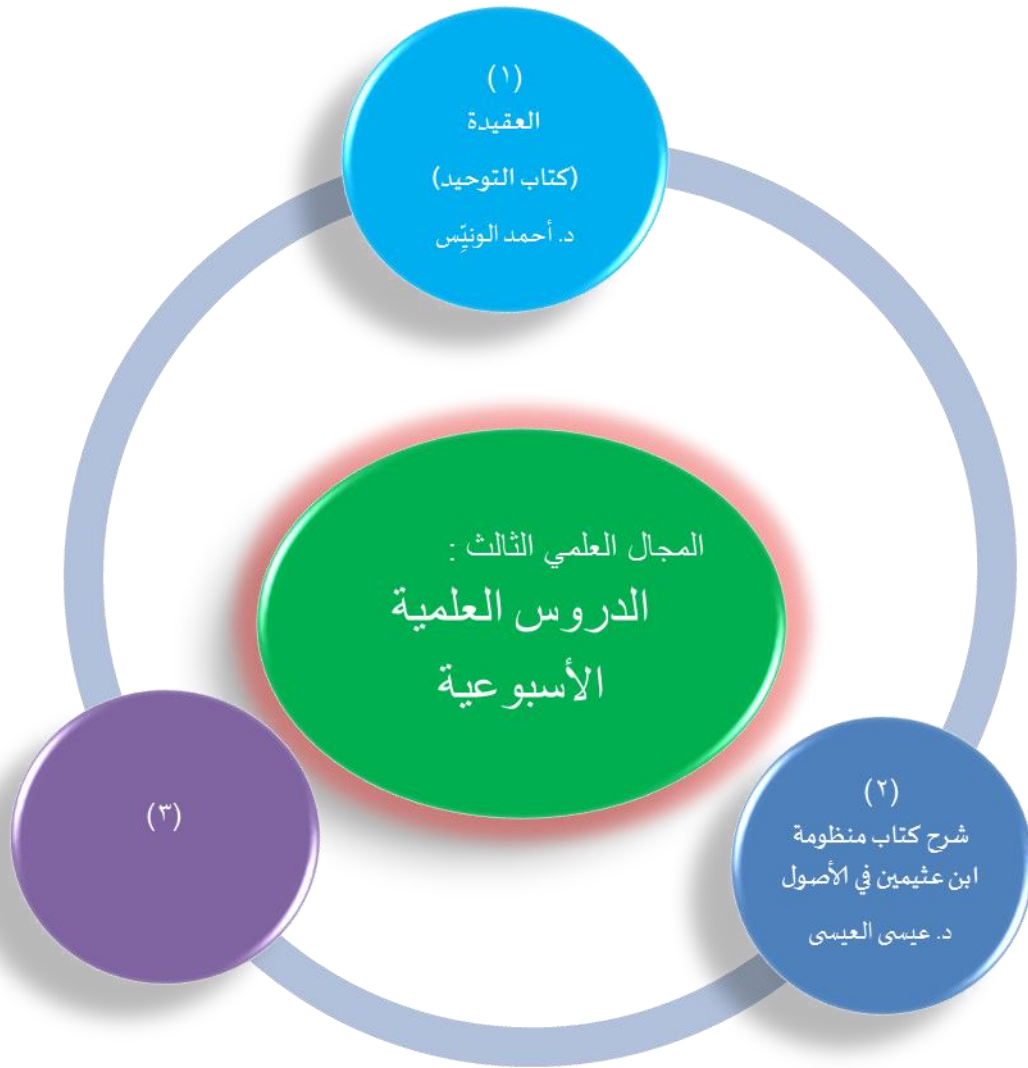 (١)
العقيدة
(كتاب التوحيد)
د. أحمد الونيِّس
المجال العلمي الثالث :
الدروس العلمية
الأسبوعية
(٢)
شرح كتاب منظومة
ابن عثيمين في الأصول
د. عيسى العيسى
(٣)